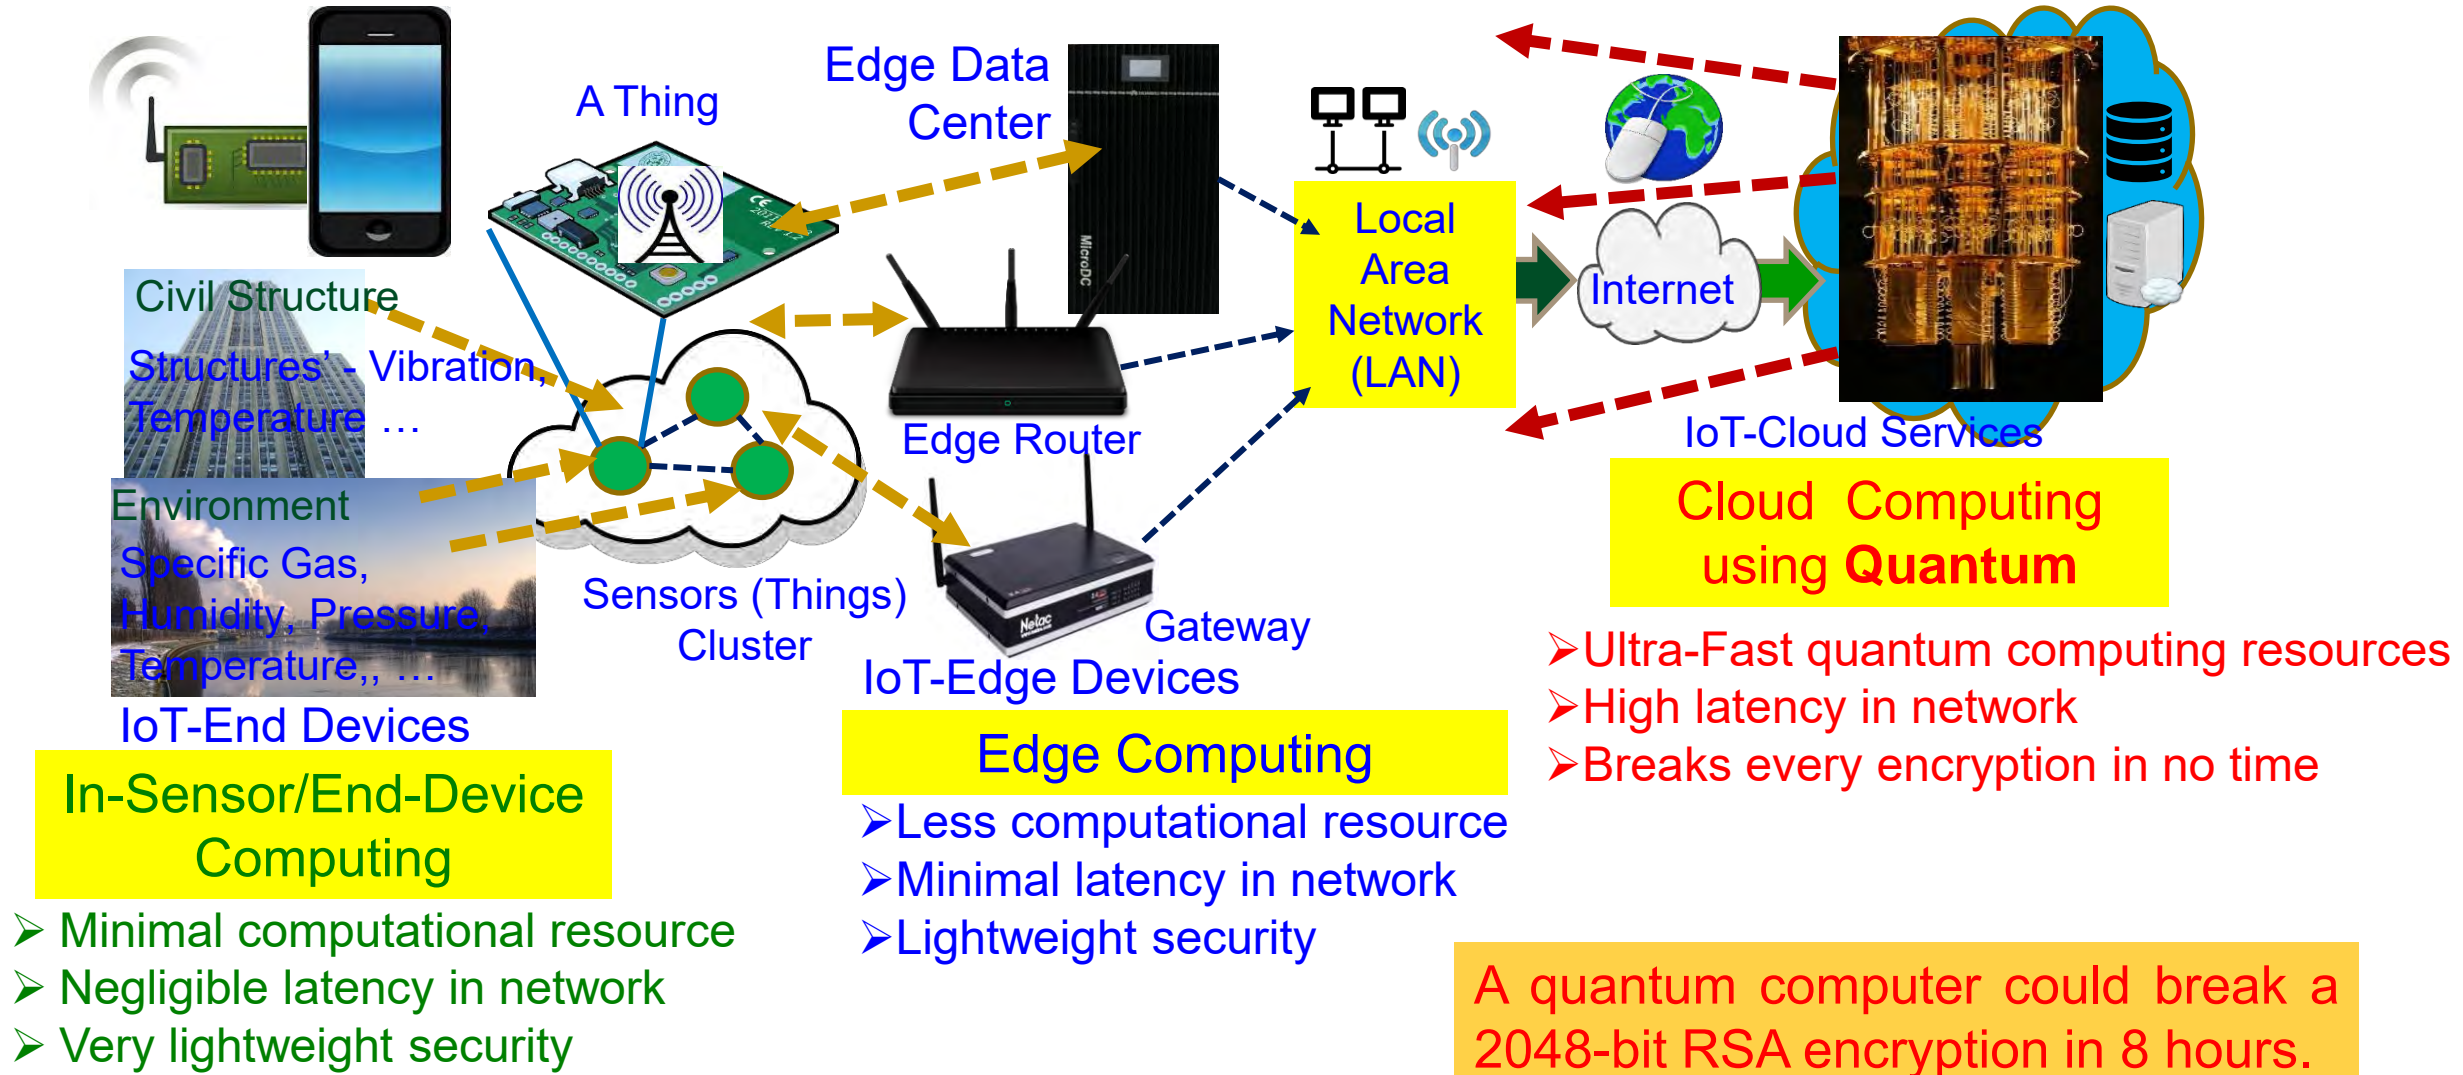 A Thing
Edge Data
Center
MicroDC
Civil Structure
Structures’ - Vibration,
Temperature …
Environment
Specific Gas,
Humidity, Pressure,
Temperature,, …
IoT-End Devices
In-Sensor/End-Device
Computing
➢ Minimal computational resource
➢ Negligible latency in network
➢ Very lightweight security
Sensors (Things)
Cluster
Edge Router
Netac
Gateway
IoT-Edge Devices
Edge Computing
➢Less computational resource
➢Minimal latency in network
➢Lightweight security
Local
Area
Network
(LAN)
Internet
IoT-Cloud Services
Cloud Computing
using Quantum
➢Ultra-Fast quantum computing resources
➢High latency in network
➢Breaks every encryption in no time
A quantum computer could break a
2048-bit RSA encryption in 8 hours.